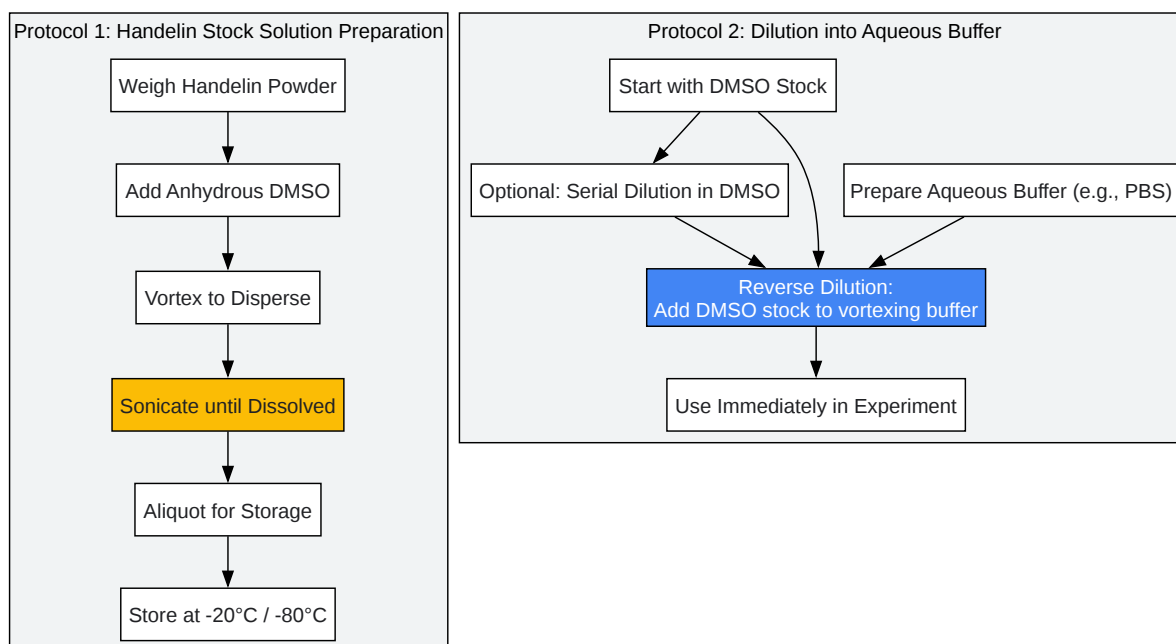 Protocol 1: Handelin Stock Solution Preparation
Weigh Handelin Powder
Add Anhydrous DMSO
Vortex to Disperse
Sonicate until Dissolved
Aliquot for Storage
Store at -20°C / -80°C
Protocol 2: Dilution into Aqueous Buffer
Start with DMSO Stock
Optional: Serial Dilution in DMSO
Prepare Aqueous Buffer (e.g., PBS)
Reverse Dilution:
Add DMSO stock to vortexing buffer
Use Immediately in Experiment